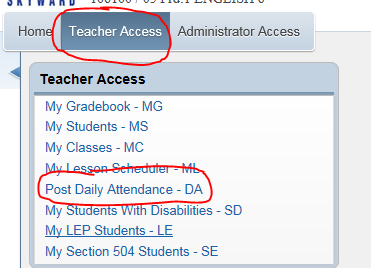 SKYWARD
Home Teacher Access Administrator Access
Teacher Access
My Gradebook - MG
My Students - MS
My Classes - MC
My Lesson Scheduler - ML
Post Daily Attendance - DA
My Students With Disabilities - SD
My LEP Students - LE
My Section 504 Students - SE